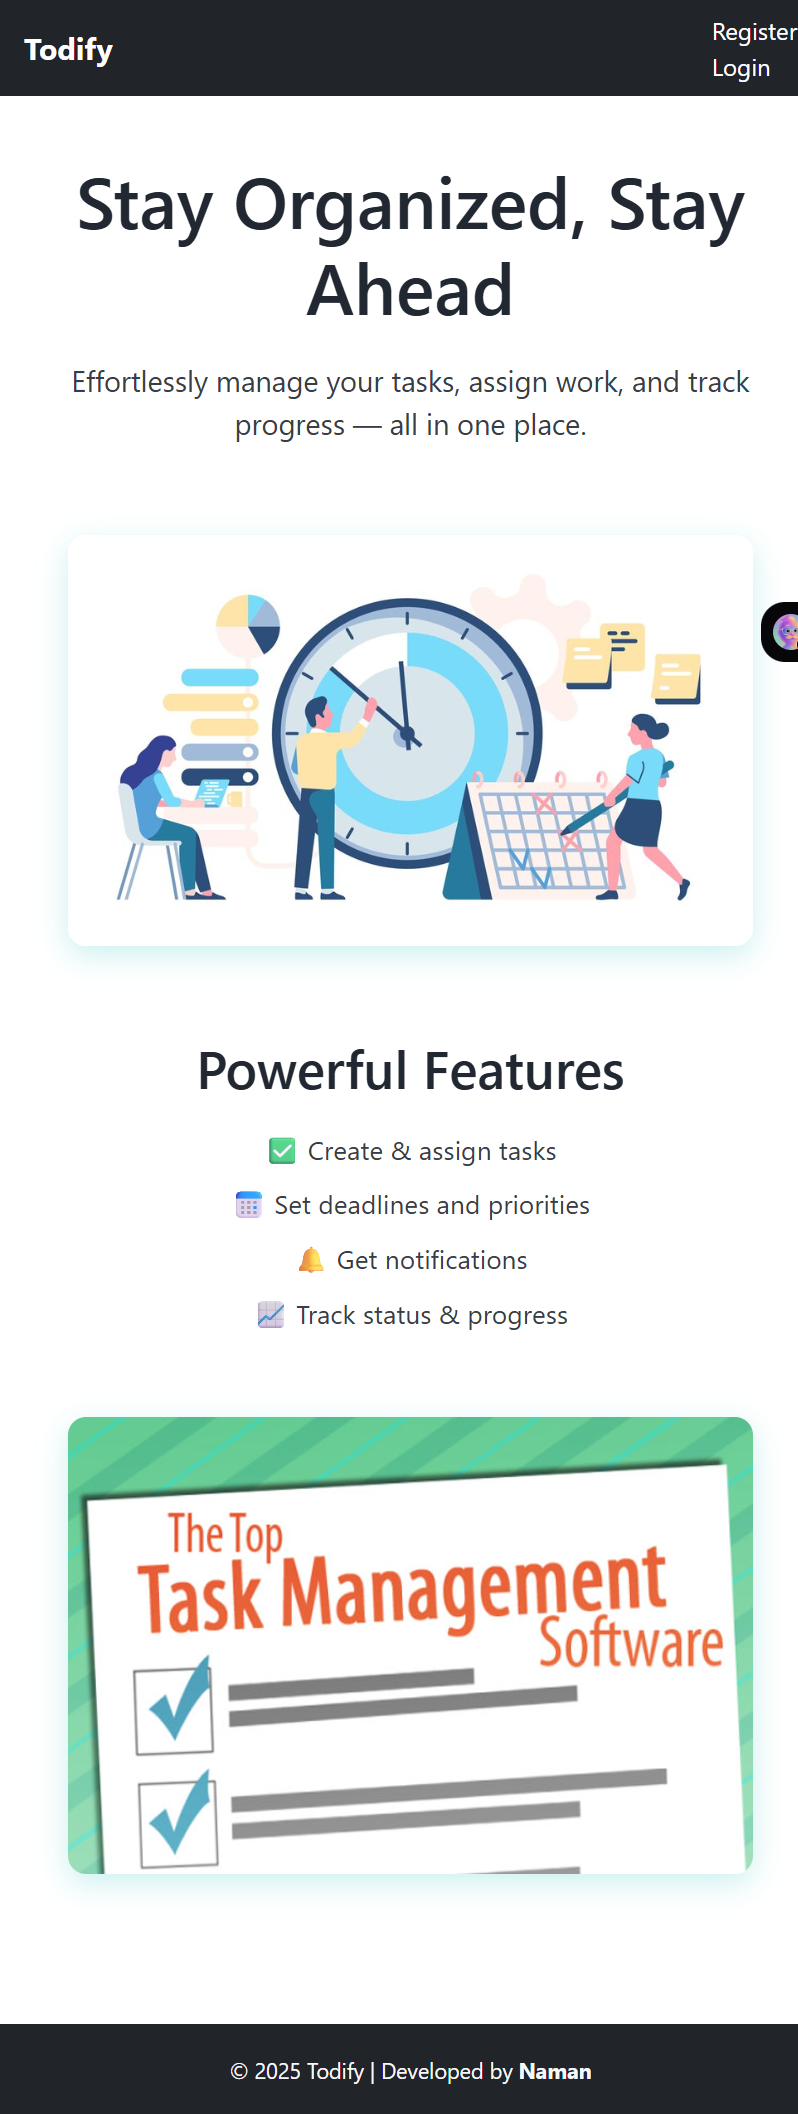 Todify
Register
Login
Stay Organized, Stay
Ahead
Effortlessly manage your tasks, assign work, and track
progress — all in one place.
Powerful Features
✅ Create & assign tasks
📅 Set deadlines and priorities
🔔 Get notifications
📈 Track status & progress
The Top
Task Management
Software
© 2025 Todify | Developed by Naman